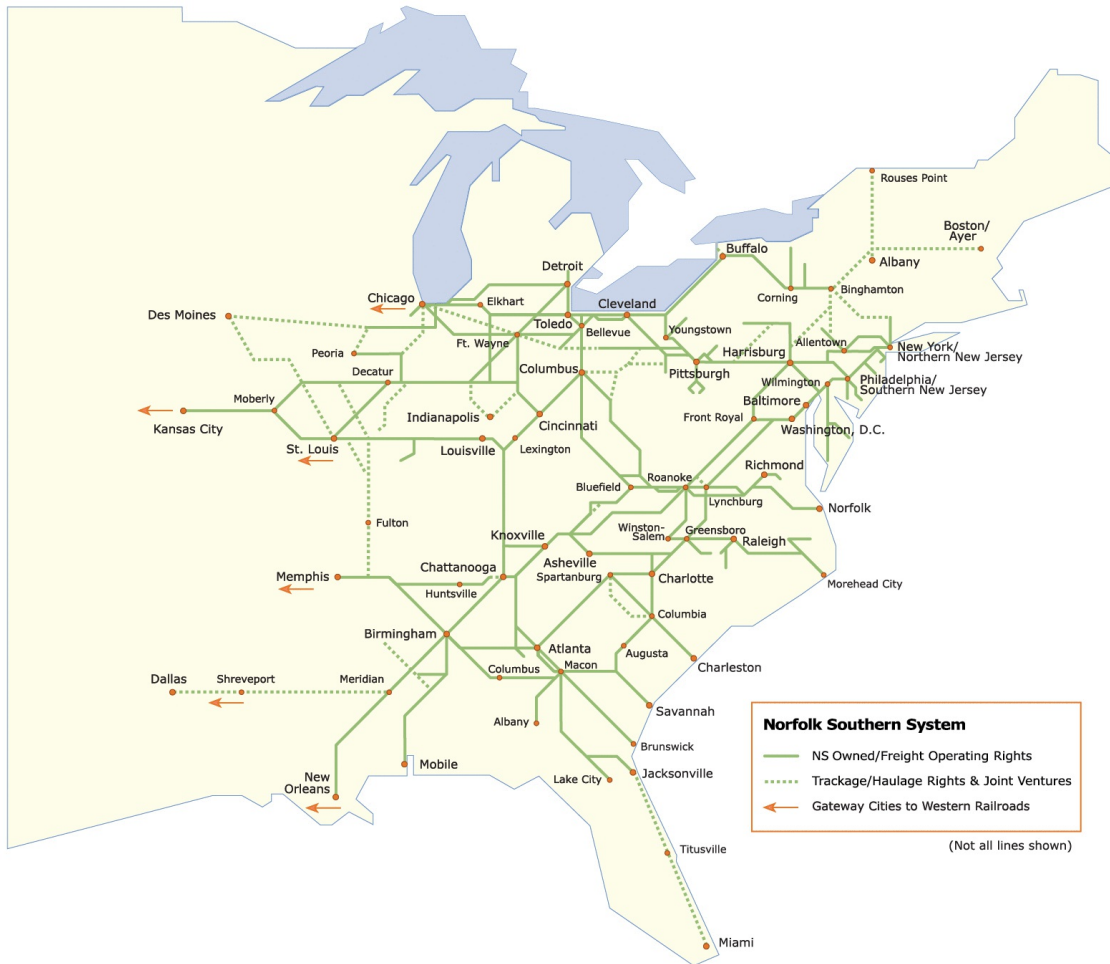 Rouses Point
Boston/
Ayer
Buffalo
Albany
Detroit
Corning
Binghamton
Chicago
Elkhart
Cleveland
Des Moines
Toledo
Bellevue
Youngstown
Ft. Wayne
Harrisburg
Allentown
New York/
Northern New Jersey
Peoria
Decatur
Columbus
Pittsburgh
Wilmington
Philadelphia/
Southern New Jersey
Baltimore
Moberly
Indianapolis
Cincinnati
Front Royal
Kansas City
Washington, D.C.
St. Louis
Louisville
Lexington
Richmond
Roanoke
Bluefield
Lynchburg
Norfolk
Fulton
Winston-
Salem
Greensboro
Knoxville
Raleigh
Asheville
Chattanooga
Spartanburg
Charlotte
Memphis
Huntsville
Morehead City
Columbia
Birmingham
Atlanta
Augusta
Macon
Charleston
Columbus
Dallas
Shreveport
Meridian
Savannah
Albany
Brunswick
Mobile
Jacksonville
Lake City
New
Orleans
Titusville
Miami
Norfolk Southern System
NS Owned/Freight Operating Rights
Trackage/Haulage Rights & Joint Ventures
Gateway Cities to Western Railroads
(Not all lines shown)